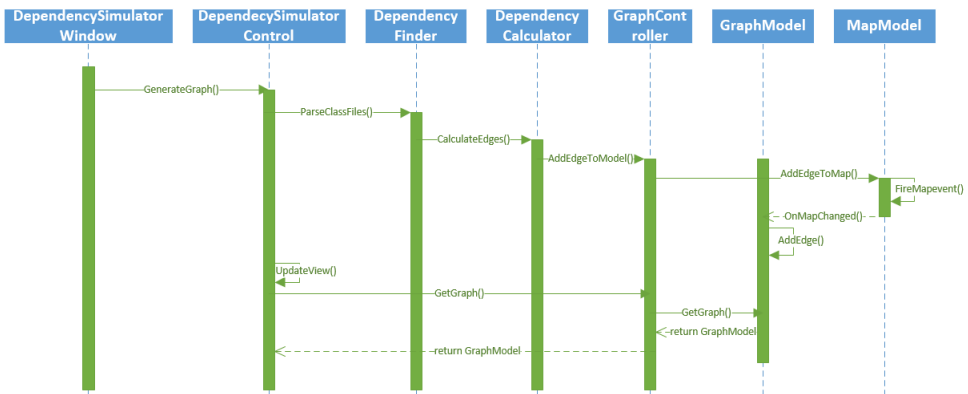 DependencySimulator
Window
DependecySimulator
Control
Dependency
Finder
Dependency
Calculator
GraphCont
roller
GraphModel
MapModel
GenerateGraph()
ParseClassFiles()
CalculateEdges()
AddEdgeToModel()
AddEdgeToMap()
FireMapevent()
OnMapChanged()
AddEdge()
UpdateView()
GetGraph()
GetGraph()
return GraphModel
return GraphModel